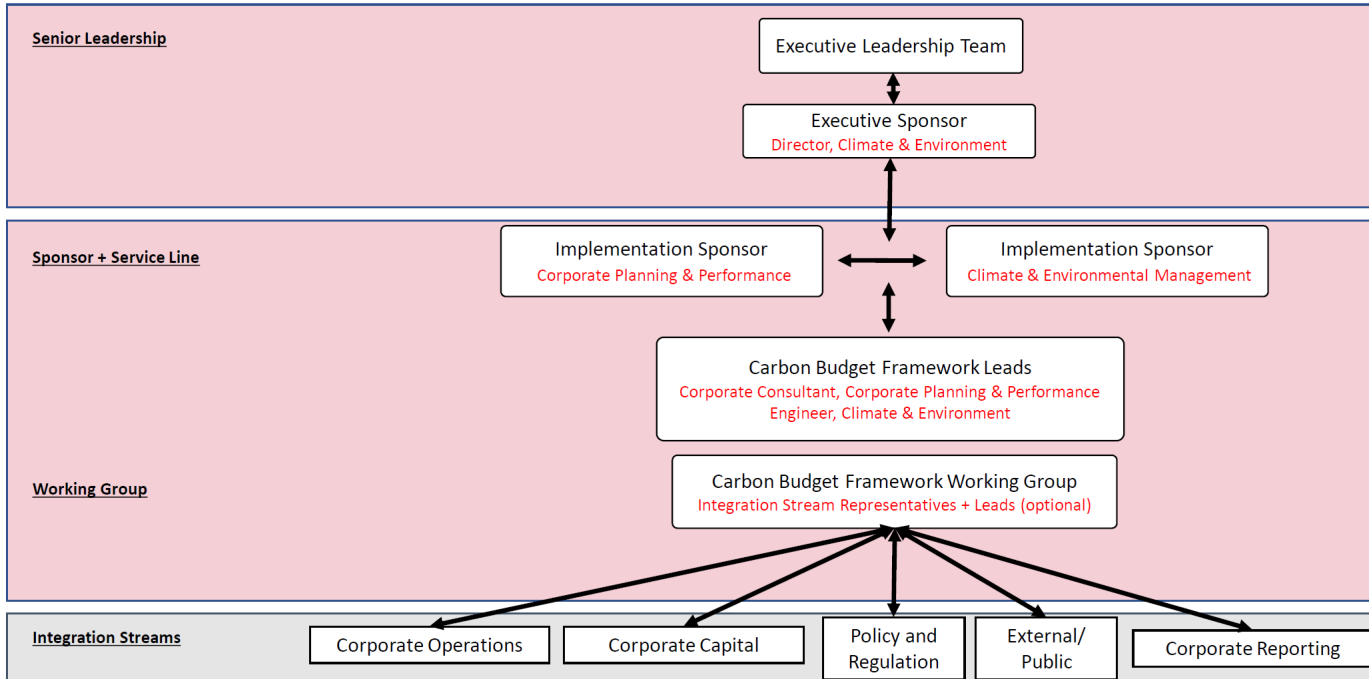 Senior Leadership
Executive Leadership Team
Executive Sponsor
Director, Climate & Environment
Sponsor + Service Line
Implementation Sponsor
Corporate Planning & Performance
Implementation Sponsor
Climate & Environmental Management
Carbon Budget Framework Leads
Corporate Consultant, Corporate Planning & Performance
Engineer, Climate & Environment
Working Group
Carbon Budget Framework Working Group
Integration Stream Representatives + Leads (optional)
Integration Streams
Corporate Operations
Corporate Capital
Policy and
Regulation
External/
Public
Corporate Reporting